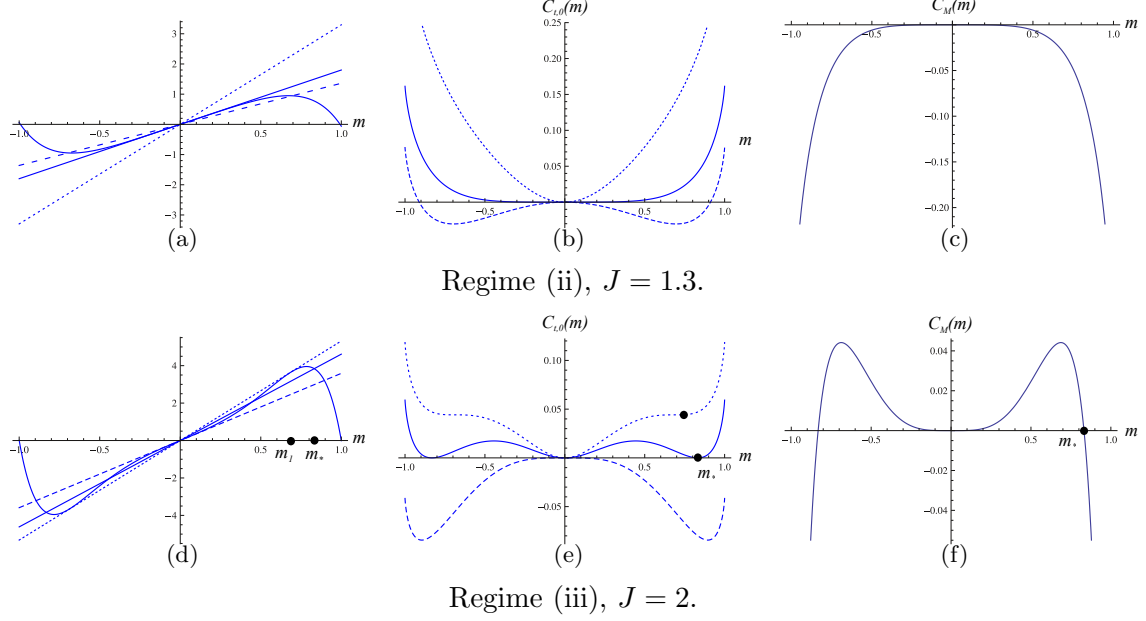 C_{t,0}(m)
C_M(m)
3
2
1
−1
−2
−3
−1.0 −0.5 0.5 1.0 m
0.25
0.20
0.15
0.10
0.05
−1.0 −0.5 0.5 1.0 m
−1.0 −0.5 0.5 1.0 m
−0.05
−0.10
−0.15
−0.20
(a) (b) (c)
Regime (ii), J = 1.3.
C_{t,0}(m)
C_M(m)
4
2
−2
−4
−1.0 −0.5 0.5 1.0 m
m_I m_*
0.10
0.05
−0.05
−1.0 −0.5 0.5 1.0 m
m_*
0.04
0.02
−0.02
−0.04
−1.0 −0.5 0.5 1.0 m
m_*
(d) (e) (f)
Regime (iii), J = 2.